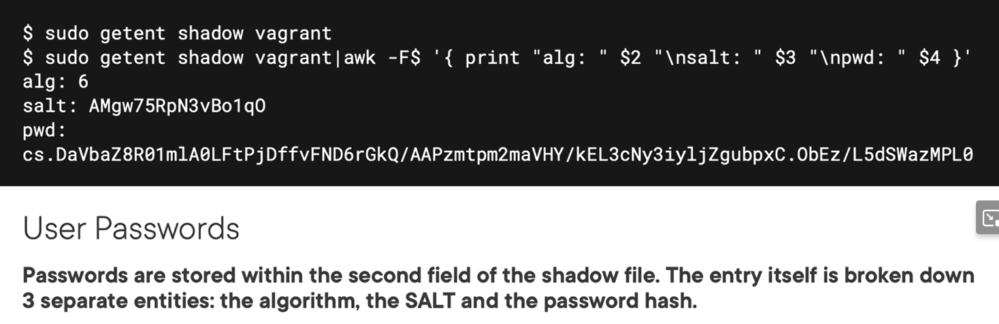 $ sudo getent shadow vagrant
$ sudo getent shadow vagrant|awk -F$ '{ print "alg: " $2 "\nsalt: " $3 "\npwd: " $4 }'
alg: 6
salt: AMgw75RpN3vBo1qO
pwd:
cs.DaVbaZ8R01mlA0LFtPjDffvFND6rGkQ/AAPzmtpm2maVHY/kEL3cNy3iyljZgubpxC.ObEz/L5dSWazMPL0
User Passwords
Passwords are stored within the second field of the shadow file. The entry itself is broken down
3 separate entities: the algorithm, the SALT and the password hash.